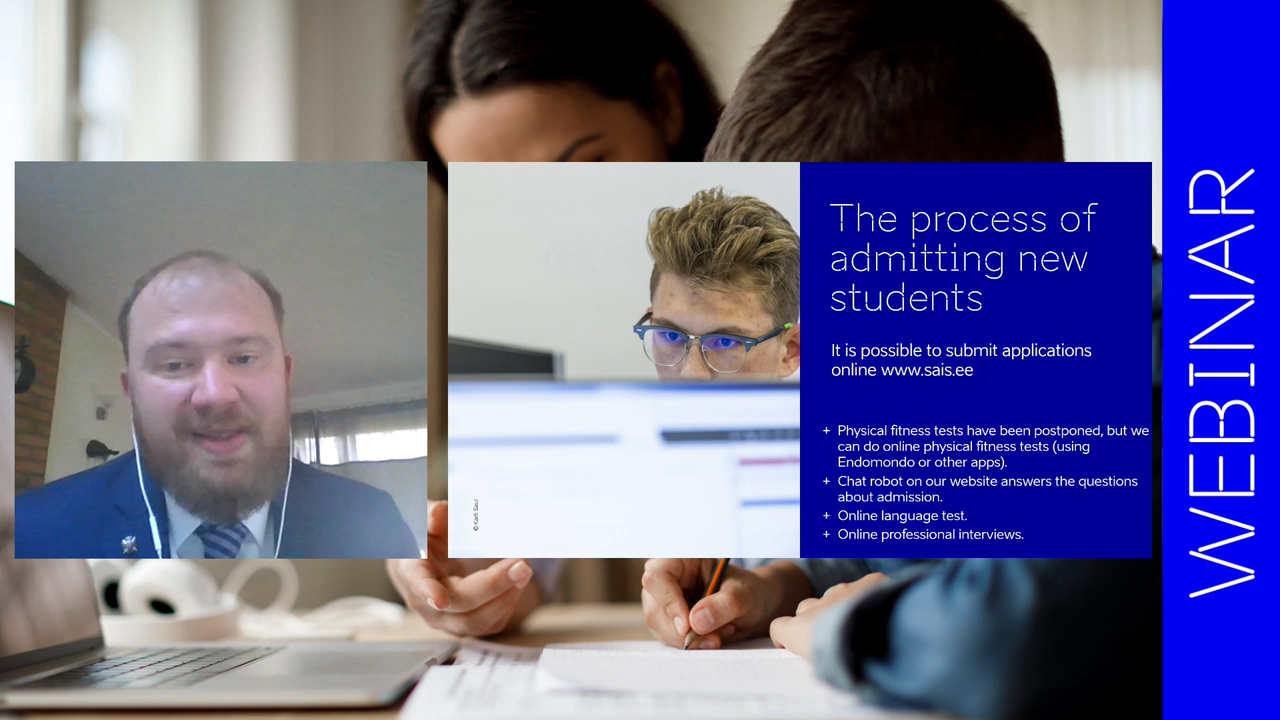 The process of
admitting new
students
It is possible to submit applications
online www.sais.ee
+ Physical fitness tests have been postponed, but we
can do online physical fitness tests (using
Endomondo or other apps).
+ Chat robot on our website answers the questions
about admission.
+ Online language test.
+ Online professional interviews.
© Karli Saul
WEBINAR